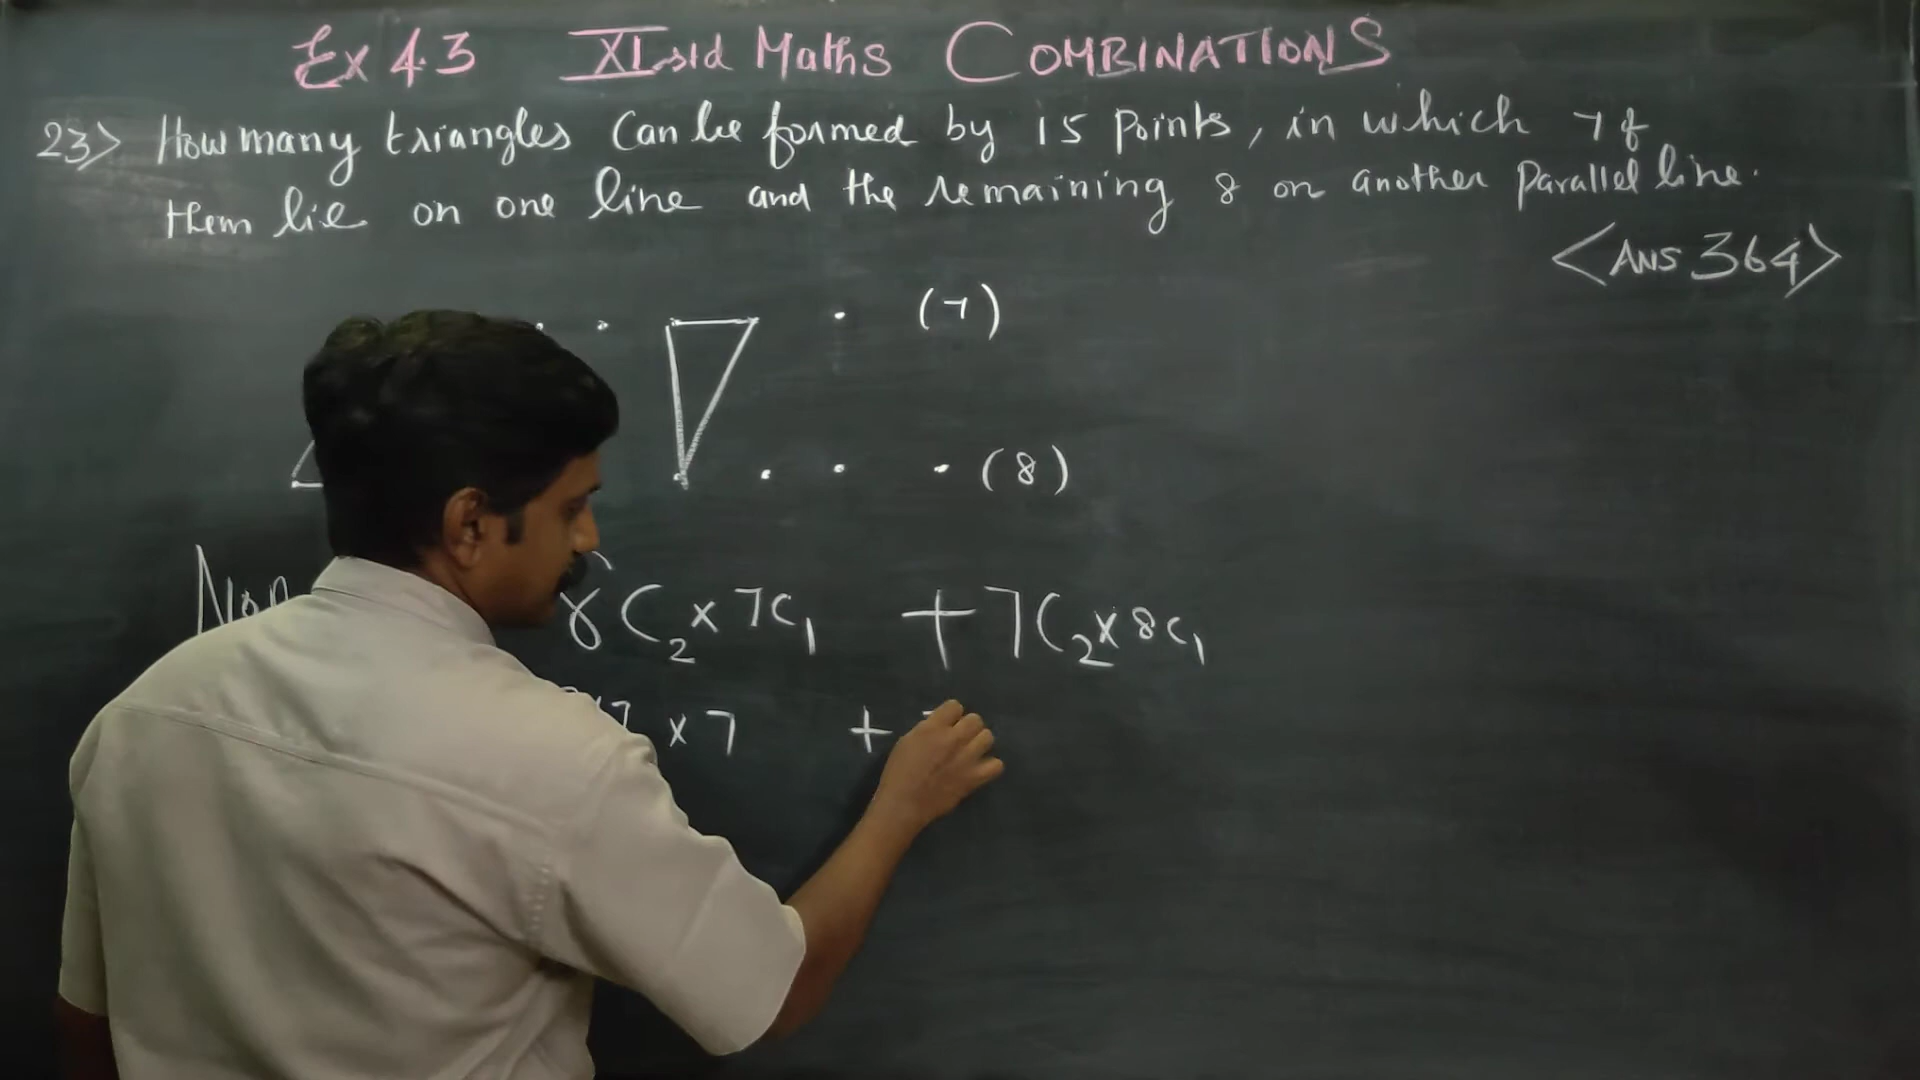 Ex 4.3 XI std Maths COMBINATIONS
23> How many triangles can be formed by 15 points, in which 7 of
them lie on one line and the remaining 8 on another parallel line.
<ANS 364>
(7)
(8)
8C₂ x 7C₁ + 7C₂ x 8C₁
x 7 +